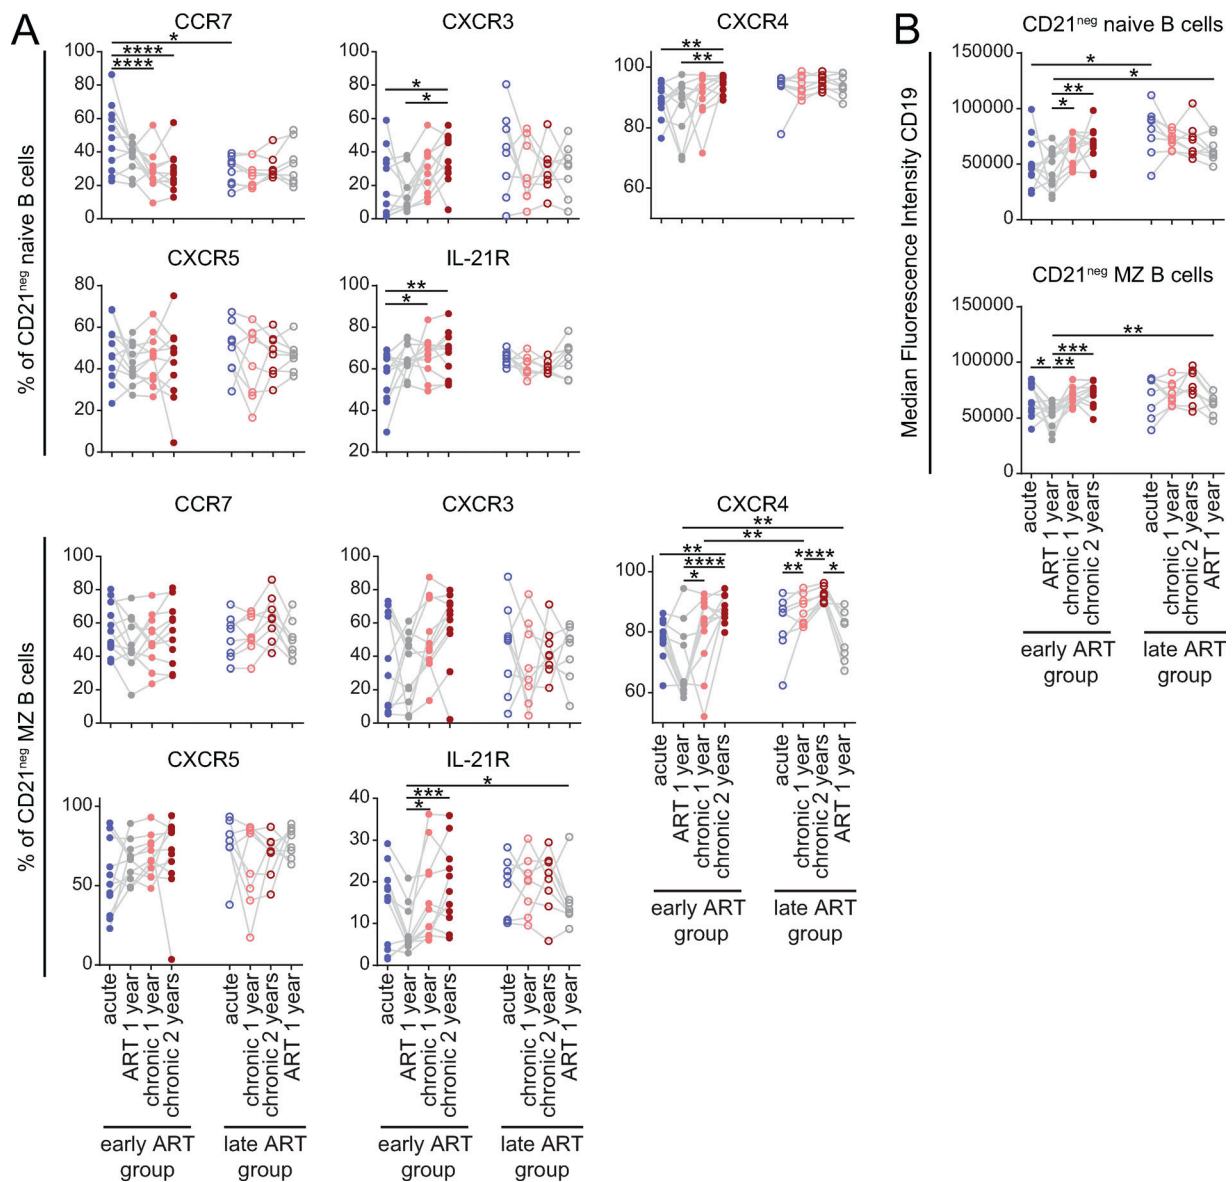 A
CCR7
CXCR3
CXCR4
% of CD21neg naive B cells
100
80
60
40
20
0
*
****
****
100
80
60
40
20
0
*
*
100
80
60
**
**
CXCR5
IL-21R
80
60
40
20
0
100
80
60
40
20
**
*
% of CD21neg MZ B cells
CCR7
CXCR3
CXCR4
100
80
60
40
20
0
100
80
60
40
20
0
100
80
60
**
**
**
****
*
****
**
*
CXCR5
IL-21R
100
50
0
40
30
20
10
0
*
***
*
acute
ART 1 year
chronic 1 year
chronic 2 years
acute
chronic 1 year
chronic 2 years
ART 1 year
early ART
group
late ART
group
acute
ART 1 year
chronic 1 year
chronic 2 years
acute
chronic 1 year
chronic 2 years
ART 1 year
early ART
group
late ART
group
acute
ART 1 year
chronic 1 year
chronic 2 years
acute
chronic 1 year
chronic 2 years
ART 1 year
early ART
group
late ART
group
B
Median Fluorescence Intensity CD19
CD21neg naive B cells
150000
100000
50000
0
*
*
**
*
CD21neg MZ B cells
150000
100000
50000
0
**
***
*
**
acute
ART 1 year
chronic 1 year
chronic 2 years
acute
chronic 1 year
chronic 2 years
ART 1 year
early ART
group
late ART
group